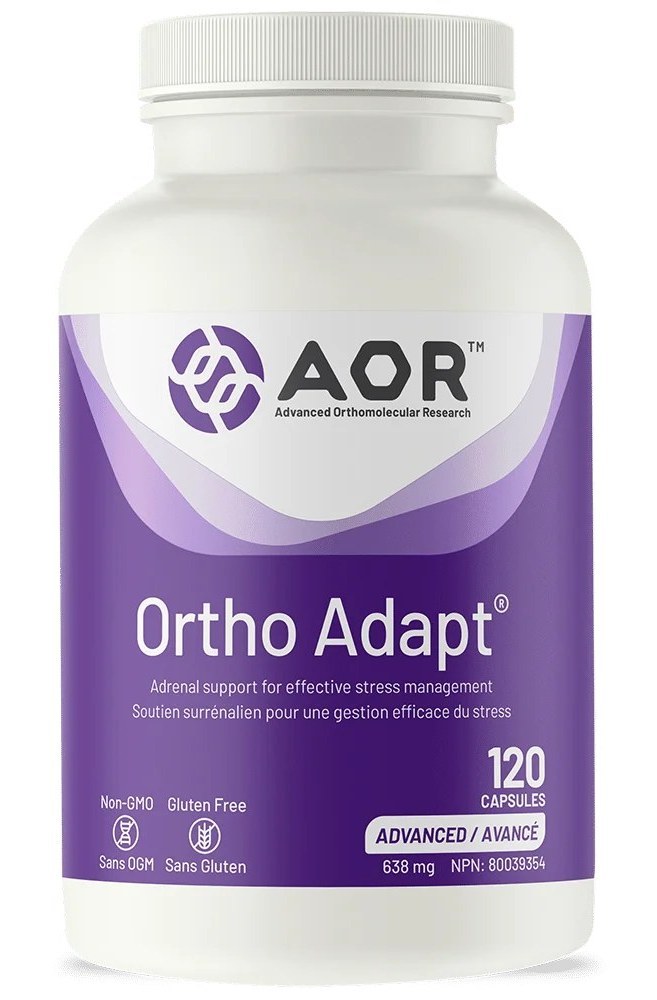 AOR™
Advanced Orthomolecular Research
Ortho Adapt®
Adrenal support for effective stress management
Soutien surrénalien pour une gestion efficace du stress
120
CAPSULES
Non-GMO Gluten Free
Sans OGM Sans Gluten
ADVANCED / AVANCÉ
638 mg NPN: 80039354